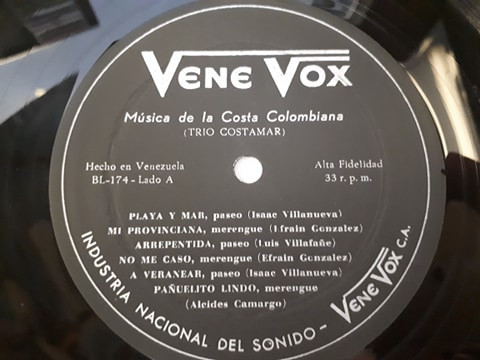 VENE VOX
Música de la Costa Colombiana
(TRIO COSTAMAR)
Hecho en Venezuela
BL-174 - Lado A
Alta Fidelidad
33 r. p. m.
PLAYA Y MAR, paseo (Isaac Villanueva)
MI PROVINCIANA, merengue (Efrain Gonzalez)
ARREPENTIDA, paseo (Luis Villafañe)
NO ME CASO, merengue (Efrain Gonzalez)
A VERANEAR, paseo (Isaac Villanueva)
PAÑUELITO LINDO, merengue
(Alcides Camargo)
INDUSTRIA NACIONAL DEL SONIDO - VENE VOX C.A.